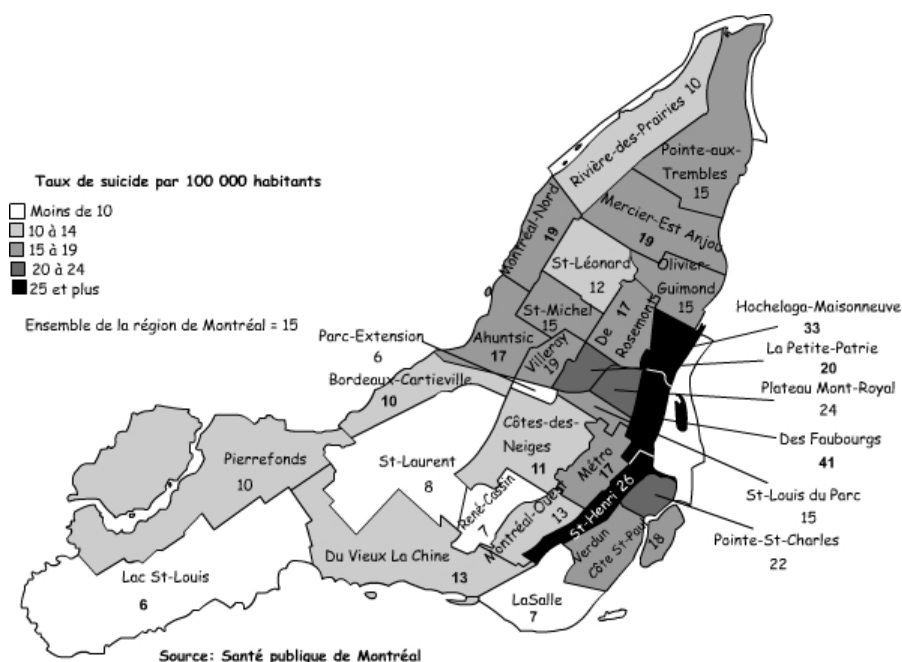 Taux de suicide par 100 000 habitants
Moins de 10
10 à 14
15 à 19
20 à 24
25 et plus
Ensemble de la région de Montréal = 15
Rivière-des-Prairies 10
Pointe-aux-
Trembles
15
Mercier-Est Anjou
19
Montréal-Nord
19
St-Léonard
12
Olivier-
Guimond
15
St-Michel
15
De
Rosemonts
17
Ahuntsic
17
Villeray
19
Parc-Extension
6
Bordeaux-Cartieville
10
Hochelaga-Maisonneuve
33
La Petite-Patrie
20
Plateau Mont-Royal
24
Des Faubourgs
41
St-Louis du Parc
15
Pointe-St-Charles
22
Côtes-des-
Neiges
11
Métro
17
St-Laurent
8
René-Cassin
7
Montréal-Ouest
13
St-Henri 26
Verdun
Côte St-Paul
18
Pierrefonds
10
Du Vieux La Chine
13
Lac St-Louis
6
LaSalle
7
Source: Santé publique de Montréal